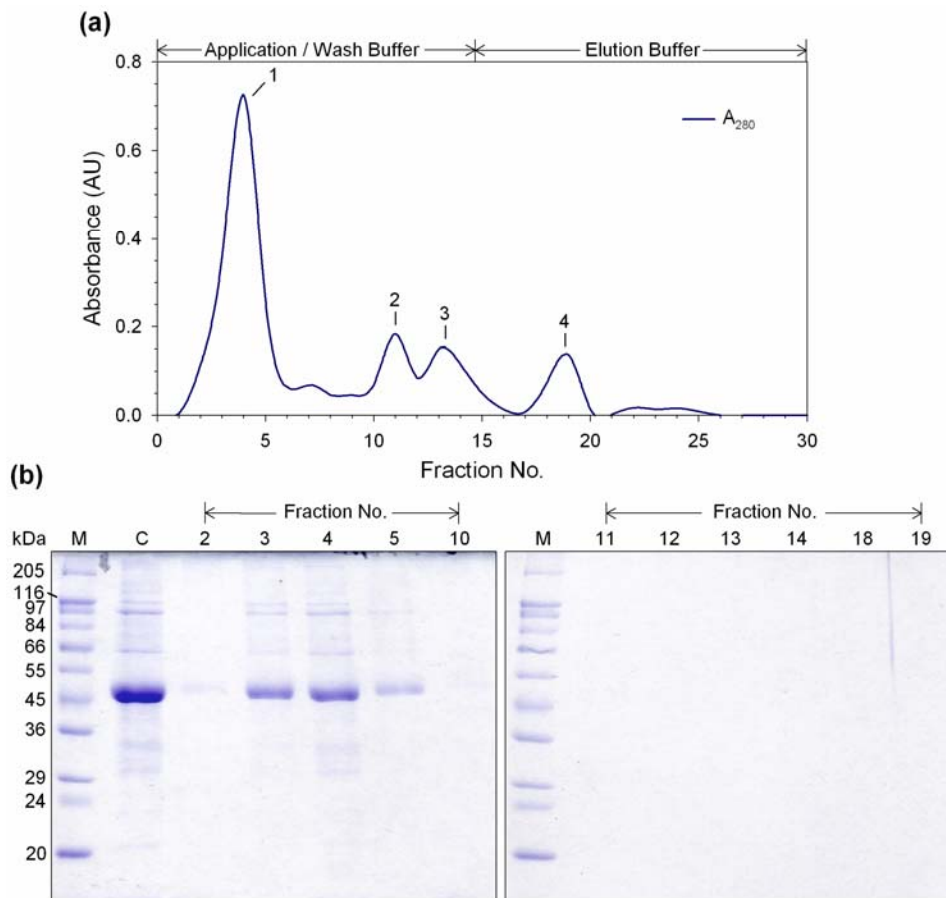 (a)
Application / Wash Buffer Elution Buffer
0.8
0.6
0.4
0.2
0.0
Absorbance (AU)
1
2
3
4
A280
0 5 10 15 20 25 30
Fraction No.
(b)
Fraction No. Fraction No.
kDa M C 2 3 4 5 10 M 11 12 13 14 18 19
205
116
97
84
66
55
45
36
29
24
20